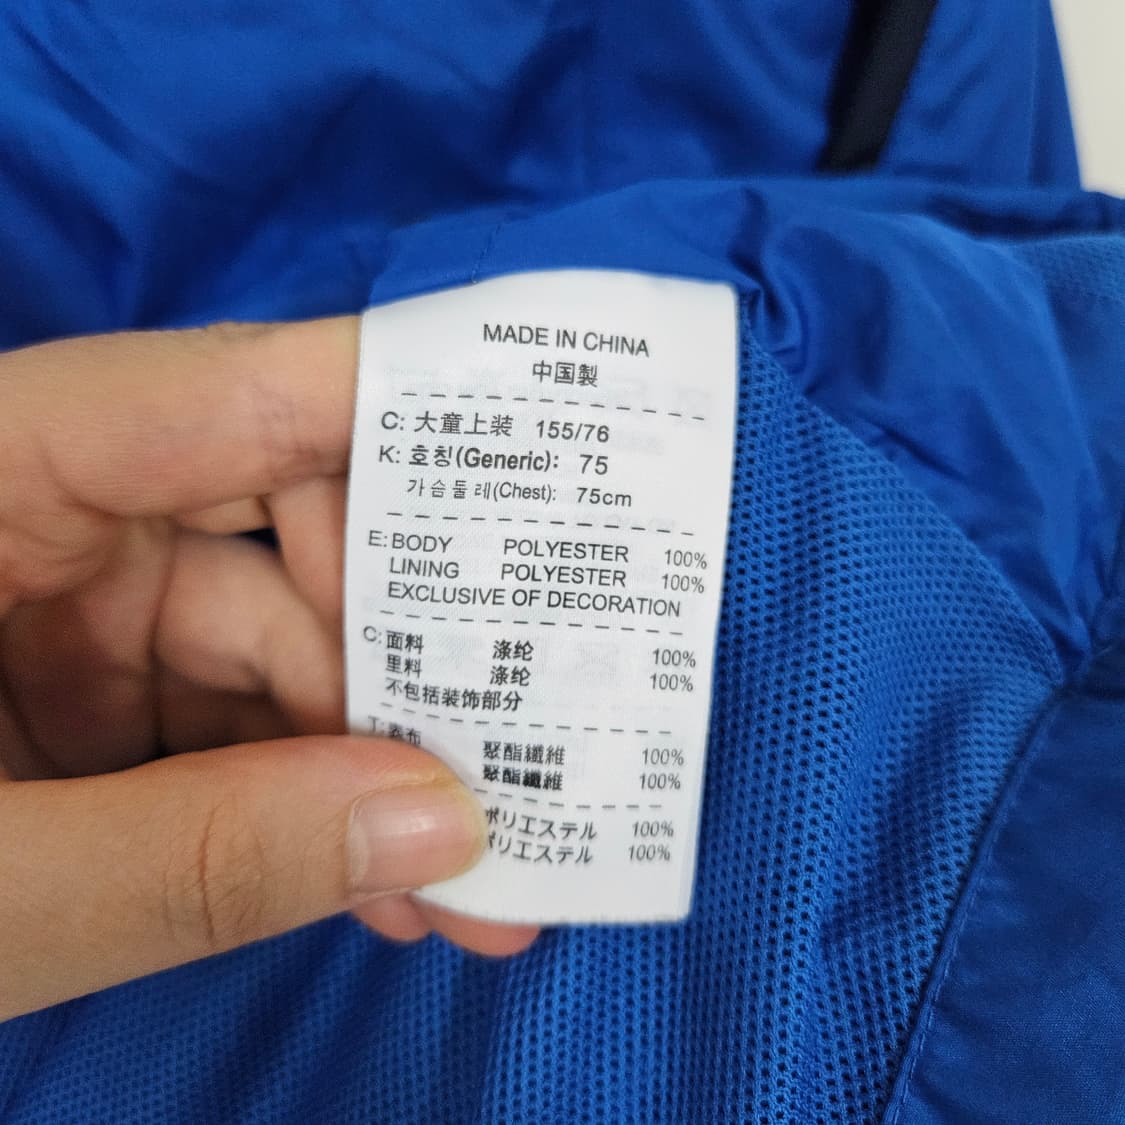 MADE IN CHINA
中国製
C: 大童上装 155/76
K: 호칭(Generic): 75
가슴둘레(Chest): 75cm
E: BODY POLYESTER 100%
LINING POLYESTER 100%
EXCLUSIVE OF DECORATION
C: 面料 涤纶 100%
里料 涤纶 100%
不包括装饰部分
T: 表布 聚酯纖維 100%
聚酯纖維 100%
ポリエステル 100%
ポリエステル 100%